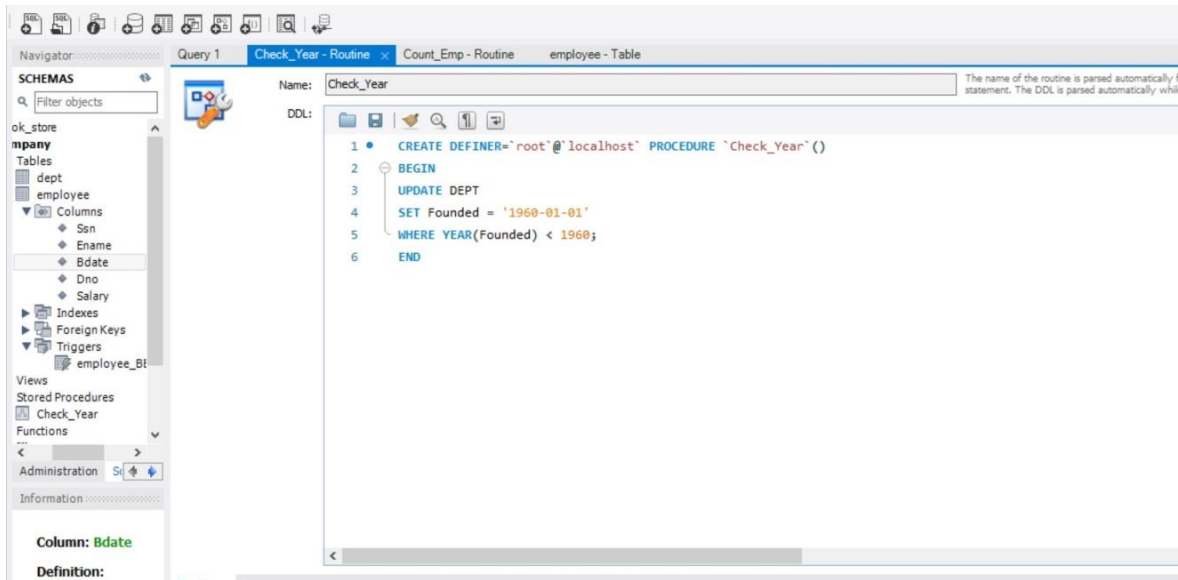 Navigator
SCHEMAS
Filter objects
ok_store
mpany
Tables
dept
employee
Columns
Ssn
Ename
Bdate
Dno
Salary
Indexes
Foreign Keys
Triggers
employee_BE
Views
Stored Procedures
Check_Year
Functions
Administration
Information
Column: Bdate
Definition:
Query 1
Check_Year - Routine
Count_Emp - Routine
employee - Table
Name: Check_Year
The name of the routine is parsed automatically
statement. The DDL is parsed automatically
DDL:
1 CREATE DEFINER=`root`@`localhost` PROCEDURE `Check_Year`()
2 BEGIN
3 UPDATE DEPT
4 SET Founded = '1960-01-01'
5 WHERE YEAR(Founded) < 1960;
6 END